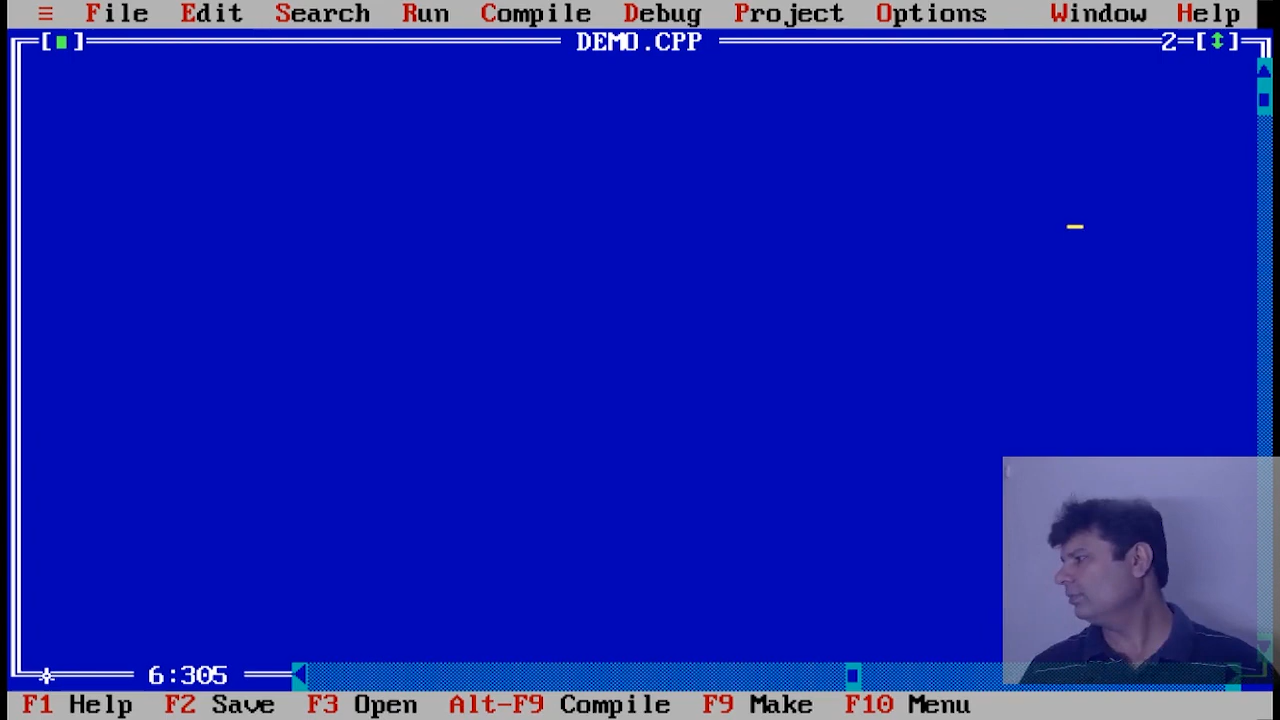 ≡ File Edit Search Run Compile Debug Project Options Window Help
[■] DEMO.CPP 2=[↕]
* 6:305
F1 Help F2 Save F3 Open Alt-F9 Compile F9 Make F10 Menu